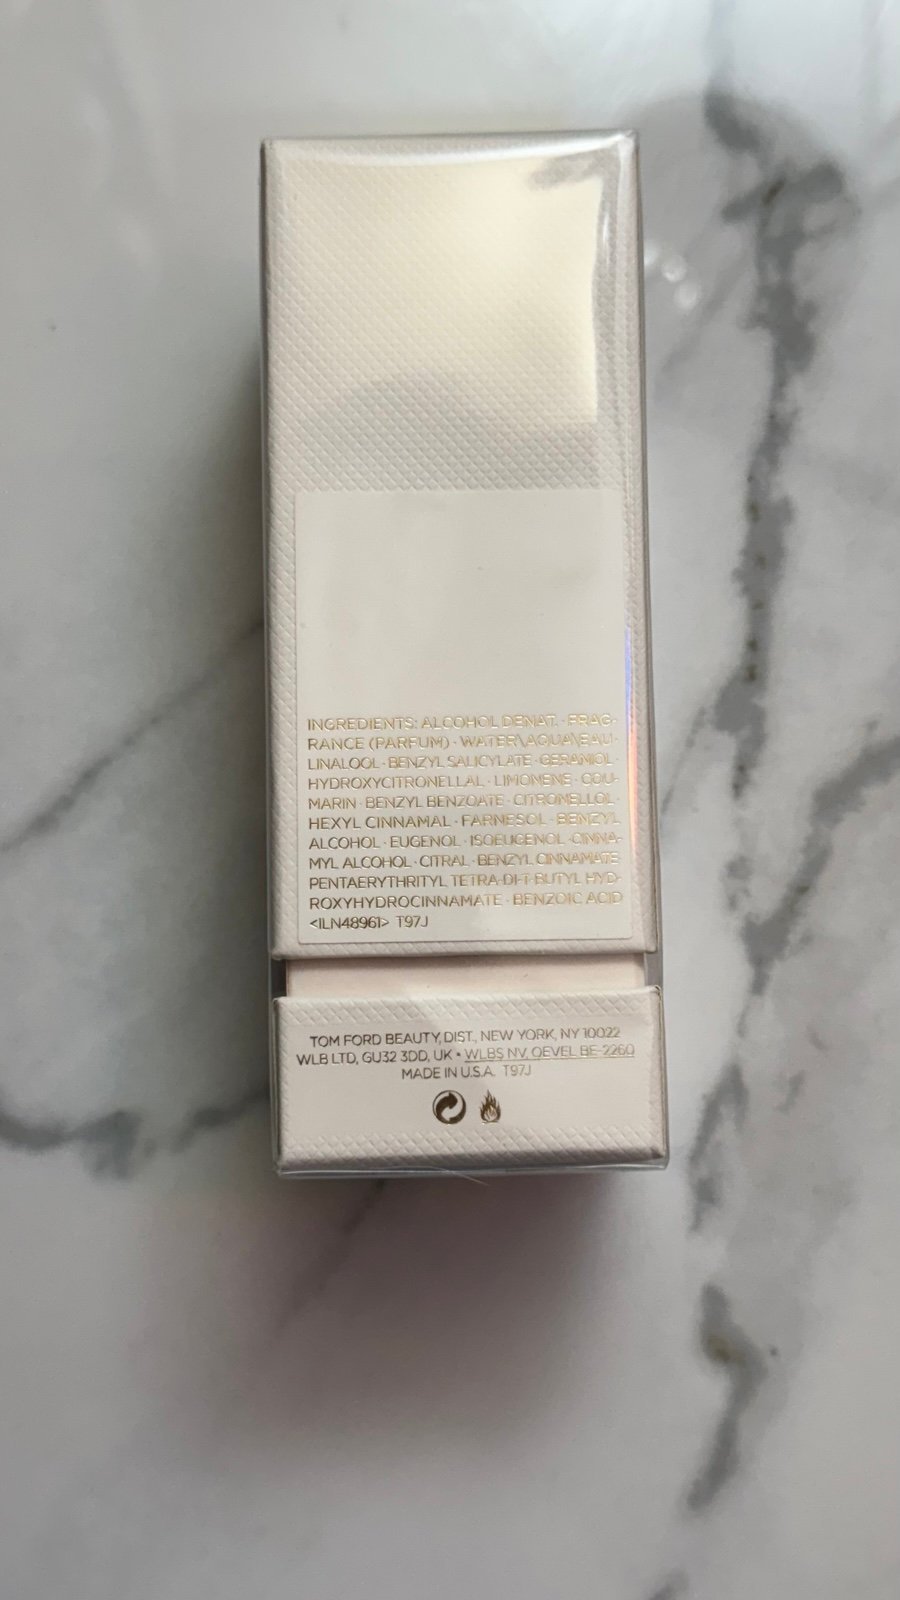 INGREDIENTS: ALCOHOL DENAT. · FRAG-
RANCE (PARFUM) · WATER\AQUA\EAU ·
LINALOOL · BENZYL SALICYLATE · GERANIOL ·
HYDROXYCITRONELLAL · LIMONENE · COU-
MARIN · BENZYL BENZOATE · CITRONELLOL ·
HEXYL CINNAMAL · FARNESOL · BENZYL
ALCOHOL · EUGENOL · ISOEUGENOL · CINNA-
MYL ALCOHOL · CITRAL · BENZYL CINNAMATE
PENTAERYTHRITYL TETRA-DI-T-BUTYL HYD-
ROXYHYDROCINNAMATE · BENZOIC ACID
<ILN48961> T97J
TOM FORD BEAUTY, DIST., NEW YORK, NY 10022
WLB LTD, GU32 3DD, UK • WLBS NV, OEVEL BE-2260
MADE IN U.S.A. T97J